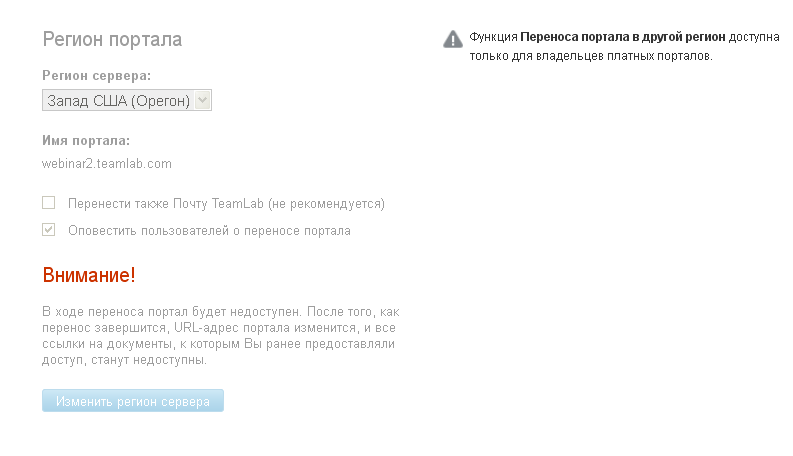 Регион портала
Регион сервера:
Запад США (Орегон)
Имя портала:
webinar2.teamlab.com
Перенести также Почту TeamLab (не рекомендуется)
Оповестить пользователей о переносе портала
Внимание!
В ходе переноса портал будет недоступен. После того, как
перенос завершится, URL-адрес портала изменится, и все
ссылки на документы, к которым Вы ранее предоставляли
доступ, станут недоступны.
Изменить регион сервера
Функция Переноса портала в другой регион доступна
только для владельцев платных порталов.